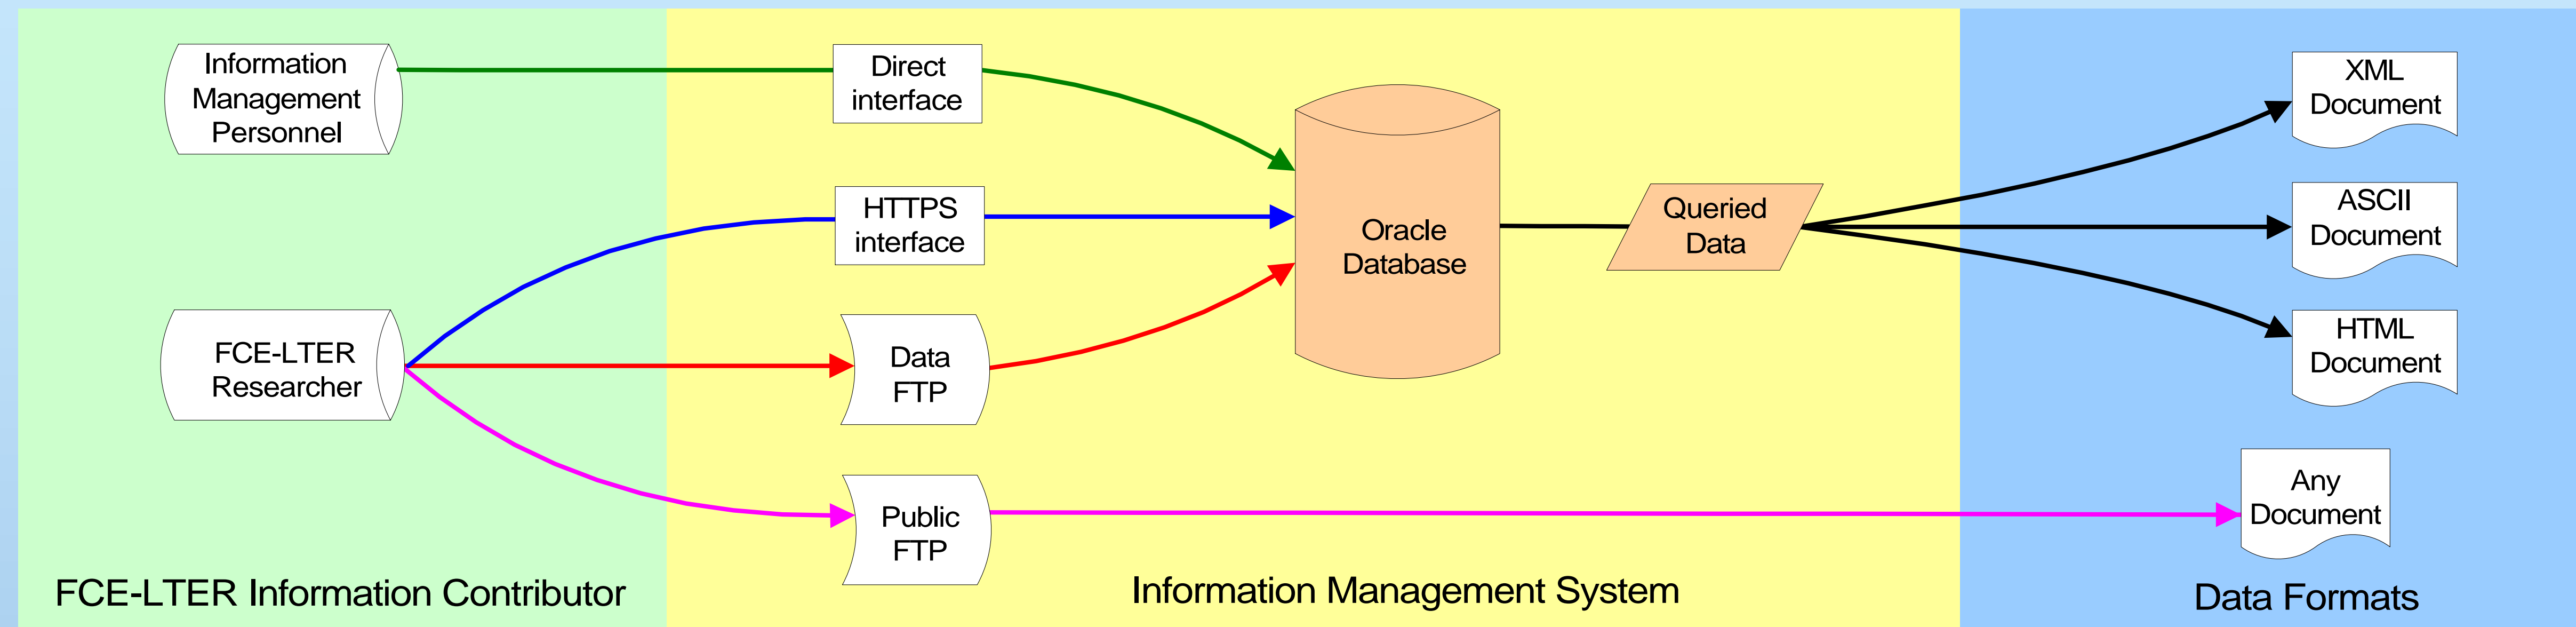 Information
Management
Personnel
Direct
interface
XML
Document
HTTPS
interface
Oracle
Database
Queried
Data
ASCII
Document
FCE-LTER
Researcher
Data
FTP
HTML
Document
Public
FTP
Any
Document
FCE-LTER Information Contributor
Information Management System
Data Formats